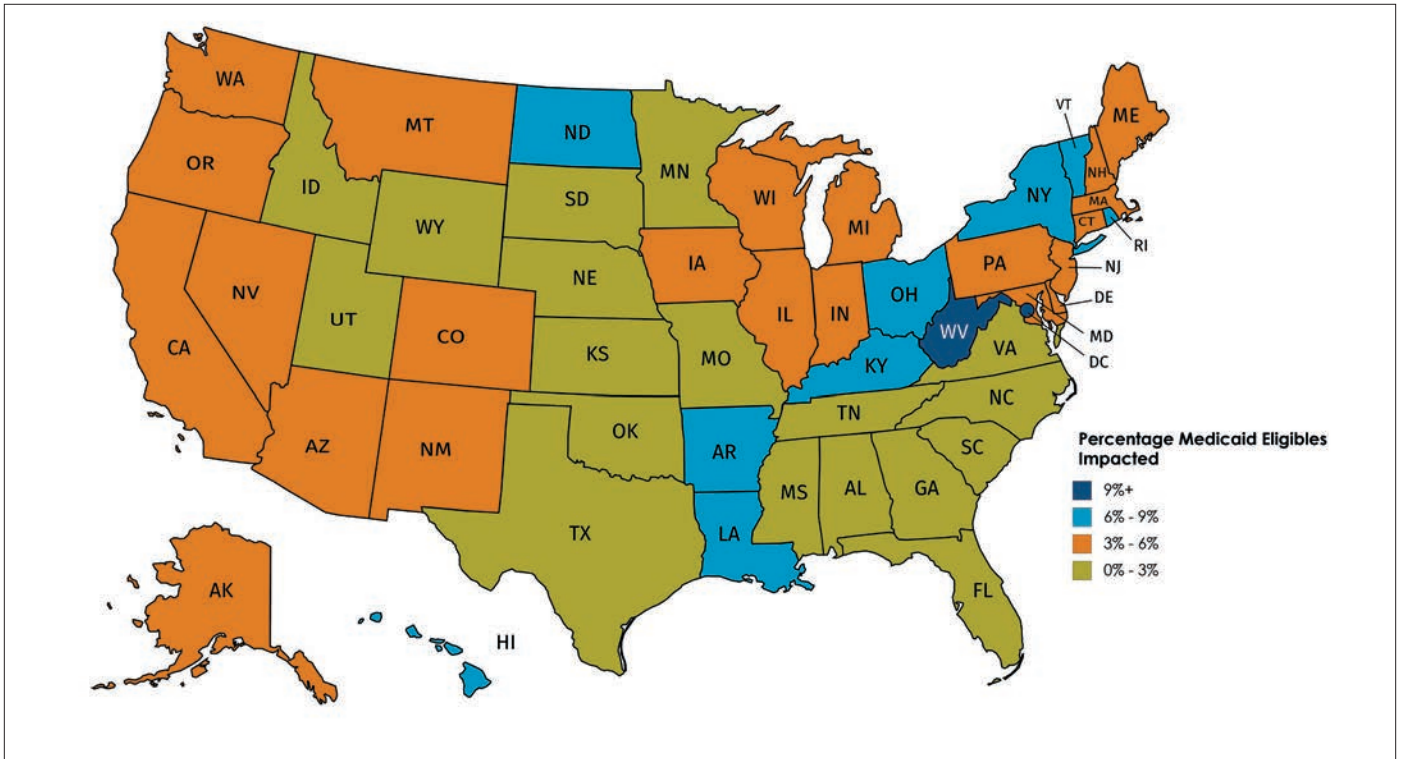 WA
MT
ND
MN
OR
ID
WY
SD
WI
MI
VT
ME
NH
NY
MA
CT
RI
NV
UT
CO
NE
IA
IL
IN
OH
PA
NJ
DE
MD
DC
CA
KS
MO
KY
WV
VA
AZ
NM
OK
AR
TN
NC
SC
TX
LA
MS
AL
GA
FL
AK
HI
Percentage Medicaid Eligibles
Impacted
9%+
6% - 9%
3% - 6%
0% - 3%